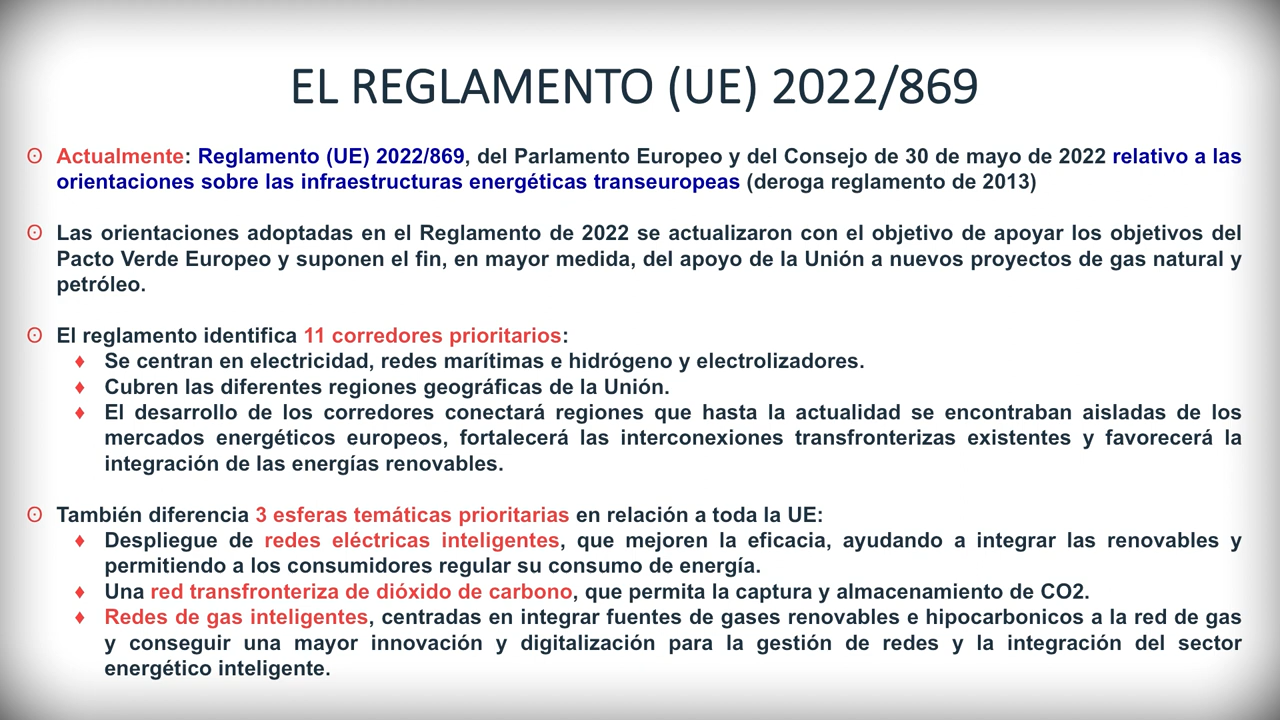 EL REGLAMENTO (UE) 2022/869
Actualmente: Reglamento (UE) 2022/869, del Parlamento Europeo y del Consejo de 30 de mayo de 2022 relativo a las
orientaciones sobre las infraestructuras energéticas transeuropeas (deroga reglamento de 2013)
Las orientaciones adoptadas en el Reglamento de 2022 se actualizaron con el objetivo de apoyar los objetivos del
Pacto Verde Europeo y suponen el fin, en mayor medida, del apoyo de la Unión a nuevos proyectos de gas natural y
petróleo.
El reglamento identifica 11 corredores prioritarios:
Se centran en electricidad, redes marítimas e hidrógeno y electrolizadores.
Cubren las diferentes regiones geográficas de la Unión.
El desarrollo de los corredores conectará regiones que hasta la actualidad se encontraban aisladas de los
mercados energéticos europeos, fortalecerá las interconexiones transfronterizas existentes y favorecerá la
integración de las energías renovables.
También diferencia 3 esferas temáticas prioritarias en relación a toda la UE:
Despliegue de redes eléctricas inteligentes, que mejoren la eficacia, ayudando a integrar las renovables y
permitiendo a los consumidores regular su consumo de energía.
Una red transfronteriza de dióxido de carbono, que permita la captura y almacenamiento de CO2.
Redes de gas inteligentes, centradas en integrar fuentes de gases renovables e hipocarbonicos a la red de gas
y conseguir una mayor innovación y digitalización para la gestión de redes y la integración del sector
energético inteligente.